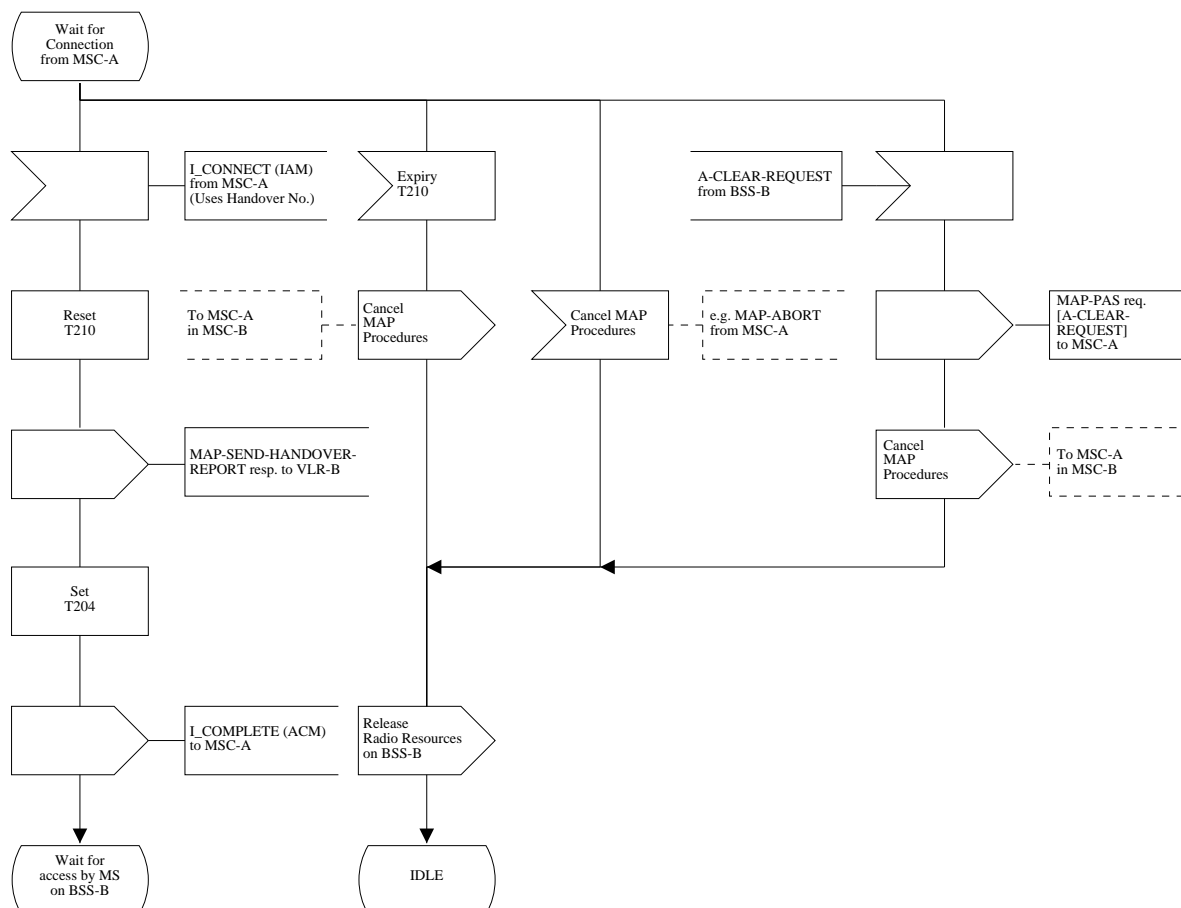 Wait for
Connection
from MSC-A
I_CONNECT (IAM)
from MSC-A
(Uses Handover No.)
Expiry
T210
A-CLEAR-REQUEST
from BSS-B
Reset
T210
To MSC-A
in MSC-B
Cancel
MAP
Procedures
Cancel MAP
Procedures
e.g. MAP-ABORT
from MSC-A
MAP-PAS req.
[A-CLEAR-
REQUEST]
to MSC-A
MAP-SEND-HANDOVER-
REPORT resp. to VLR-B
Cancel
MAP
Procedures
To MSC-A
in MSC-B
Set
T204
I_COMPLETE (ACM)
to MSC-A
Release
Radio Resources
on BSS-B
Wait for
access by MS
on BSS-B
IDLE